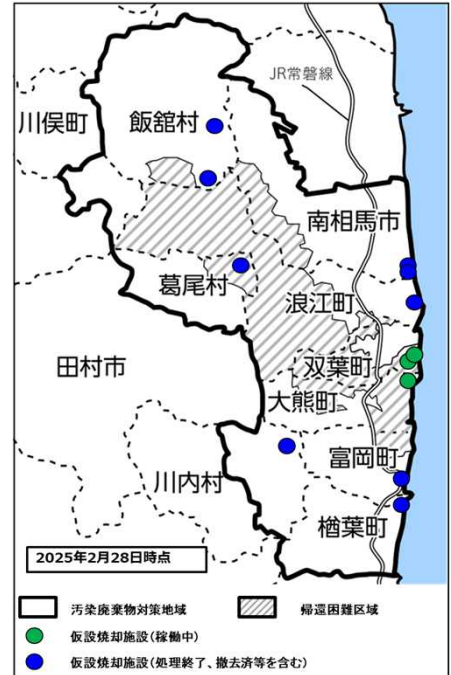 JR常磐線
川俣町
飯舘村
南相馬市
葛尾村
浪江町
田村市
双葉町
大熊町
富岡町
川内村
楢葉町
2025年2月28日時点
汚染廃棄物対策地域
帰還困難区域
仮設焼却施設(稼働中)
仮設焼却施設(処理終了、撤去済等を含む)